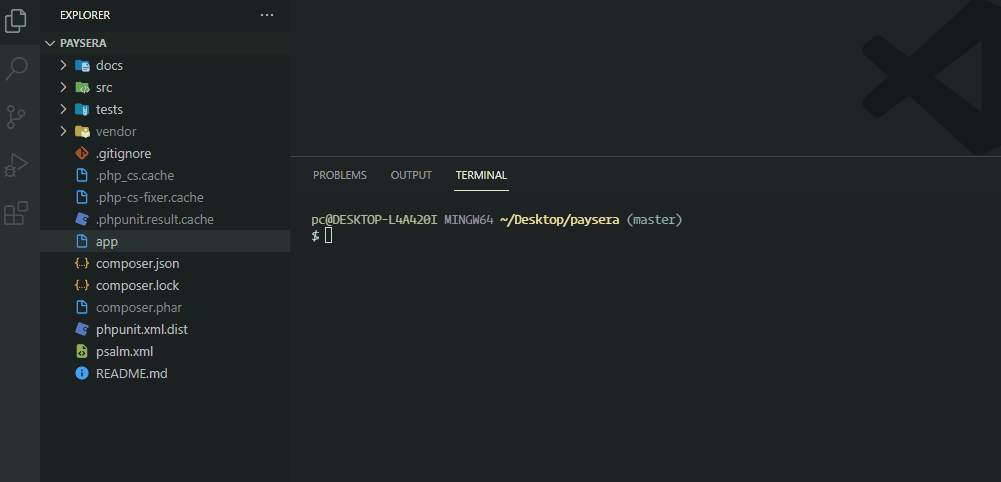 EXPLORER
PAYSERA
docs
src
tests
vendor
.gitignore
.php_cs.cache
.php-cs-fixer.cache
.phpunit.result.cache
app
composer.json
composer.lock
composer.phar
phpunit.xml.dist
psalm.xml
README.md
PROBLEMS OUTPUT TERMINAL
pc@DESKTOP-L4A420I MINGW64 ~/Desktop/paysera (master)
$